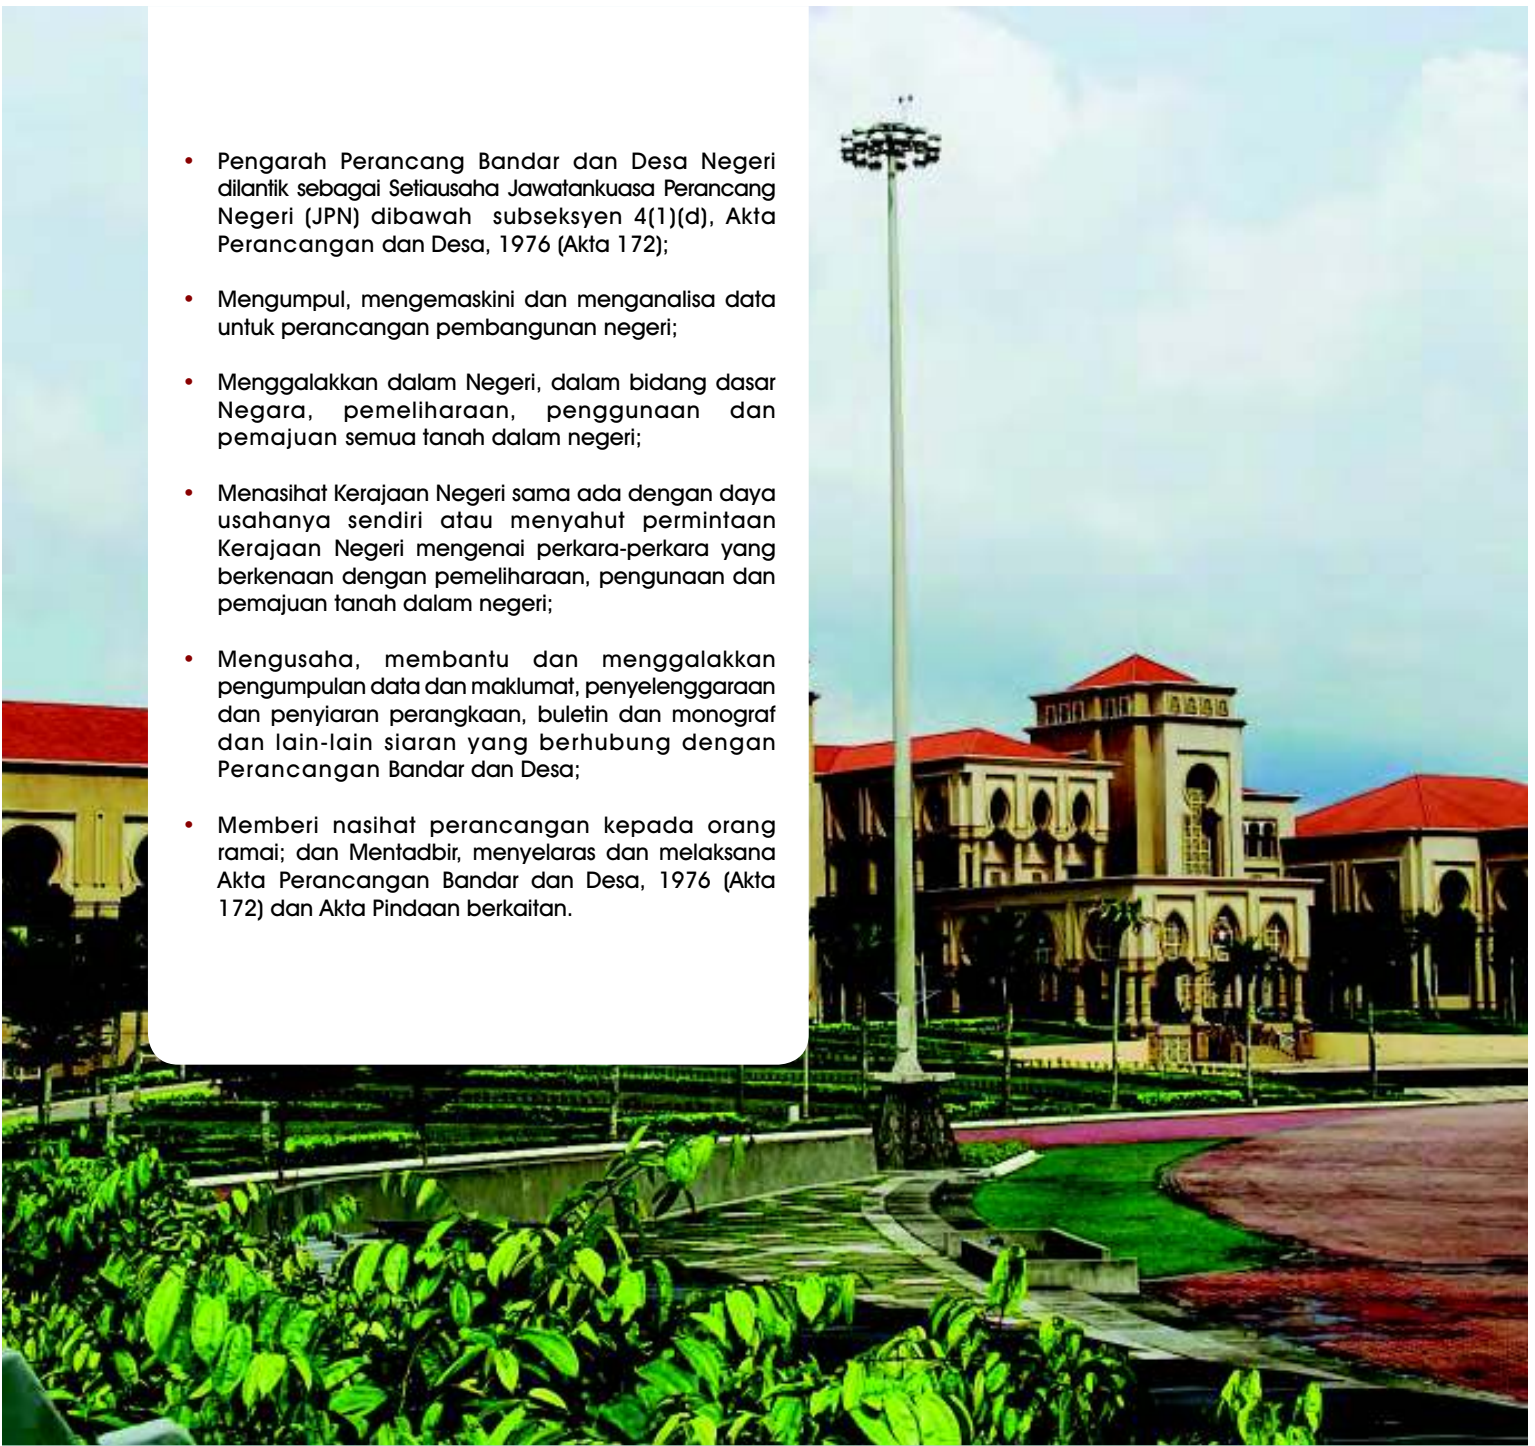 • Pengarah Perancang Bandar dan Desa Negeri
dilantik sebagai Setiausaha Jawatankuasa Perancang
Negeri (JPN) dibawah subseksyen 4(1)(d), Akta
Perancangan dan Desa, 1976 (Akta 172);
• Mengumpul, mengemaskini dan menganalisa data
untuk perancangan pembangunan negeri;
• Menggalakkan dalam Negeri, dalam bidang dasar
Negara, pemeliharaan, penggunaan dan
pemajuan semua tanah dalam negeri;
• Menasihat Kerajaan Negeri sama ada dengan daya
usahanya sendiri atau menyahut permintaan
Kerajaan Negeri mengenai perkara-perkara yang
berkenaan dengan pemeliharaan, pengunaan dan
pemajuan tanah dalam negeri;
• Mengusaha, membantu dan menggalakkan
pengumpulan data dan maklumat, penyelenggaraan
dan penyiaran perangkaan, buletin dan monograf
dan lain-lain siaran yang berhubung dengan
Perancangan Bandar dan Desa;
• Memberi nasihat perancangan kepada orang
ramai; dan Mentadbir, menyelaras dan melaksana
Akta Perancangan Bandar dan Desa, 1976 (Akta
172) dan Akta Pindaan berkaitan.